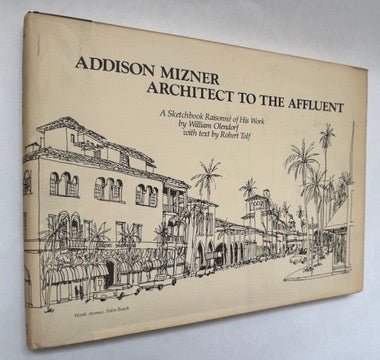 ADDISON MIZNER
ARCHITECT TO THE AFFLUENT
A Sketchbook Raisonné of His Work
by William Olendorf
with text by Robert Tolf
Worth Avenue, Palm Beach